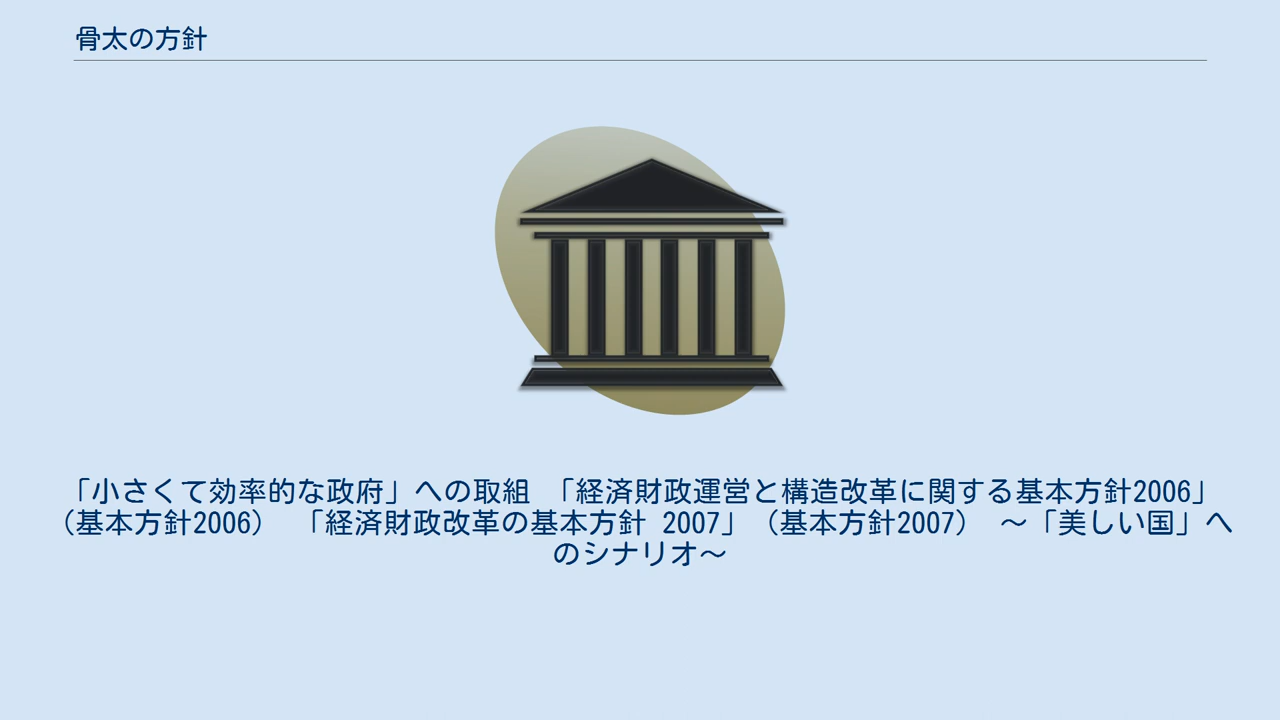 骨太の方針
「小さくて効率的な政府」への取組　「経済財政運営と構造改革に関する基本方針2006」
（基本方針2006）　「経済財政改革の基本方針 2007」（基本方針2007）　～「美しい国」へ
のシナリオ～